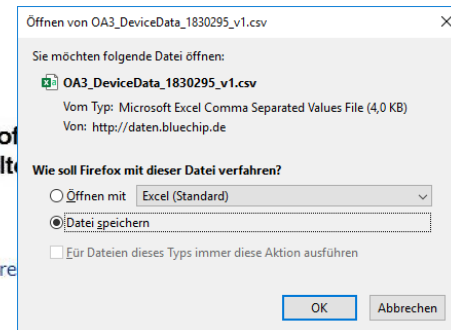 Öffnen von OA3_DeviceData_1830295_v1.csv
Sie möchten folgende Datei öffnen:
OA3_DeviceData_1830295_v1.csv
Vom Typ: Microsoft Excel Comma Separated Values File (4,0 KB)
Von: http://daten.bluechip.de
Wie soll Firefox mit dieser Datei verfahren?
Öffnen mit Excel (Standard)
Datei speichern
Für Dateien dieses Typs immer diese Aktion ausführen
OK Abbrechen